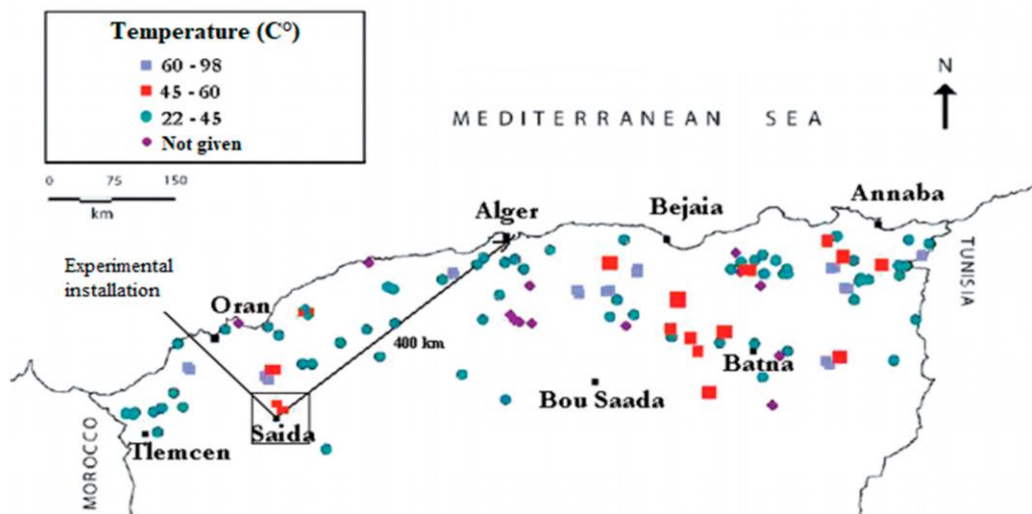 Temperature (C°)
60 - 98
45 - 60
22 - 45
Not given
0 75 150
km
N
MEDITERRANEAN SEA
Annaba
Alger
Bejaia
TUNISIA
Experimental
installation
Oran
400 km
Batna
Bou Saada
Saida
Tlemcen
MOROCCO